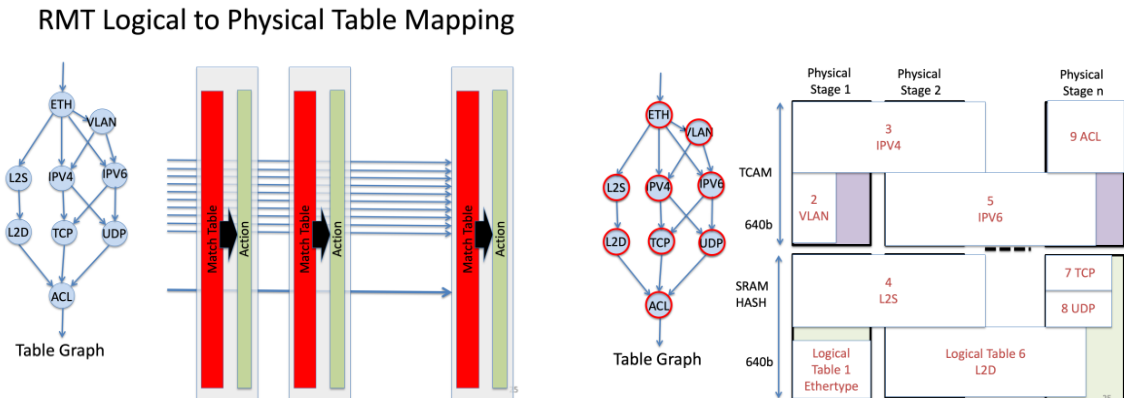 RMT Logical to Physical Table Mapping
ETH
VLAN
L2S
IPV4
IPV6
L2D
TCP
UDP
ACL
Table Graph
Match Table
Action
Match Table
Action
Match Table
Action
ETH
VLAN
L2S
IPV4
IPV6
L2D
TCP
UDP
ACL
Table Graph
Physical
Stage 1
Physical
Stage 2
Physical
Stage n
TCAM
640b
3
IPV4
9 ACL
2
VLAN
5
IPV6
SRAM
HASH
640b
4
L2S
7 TCP
8 UDP
Logical
Table 1
Ethertype
Logical Table 6
L2D
26